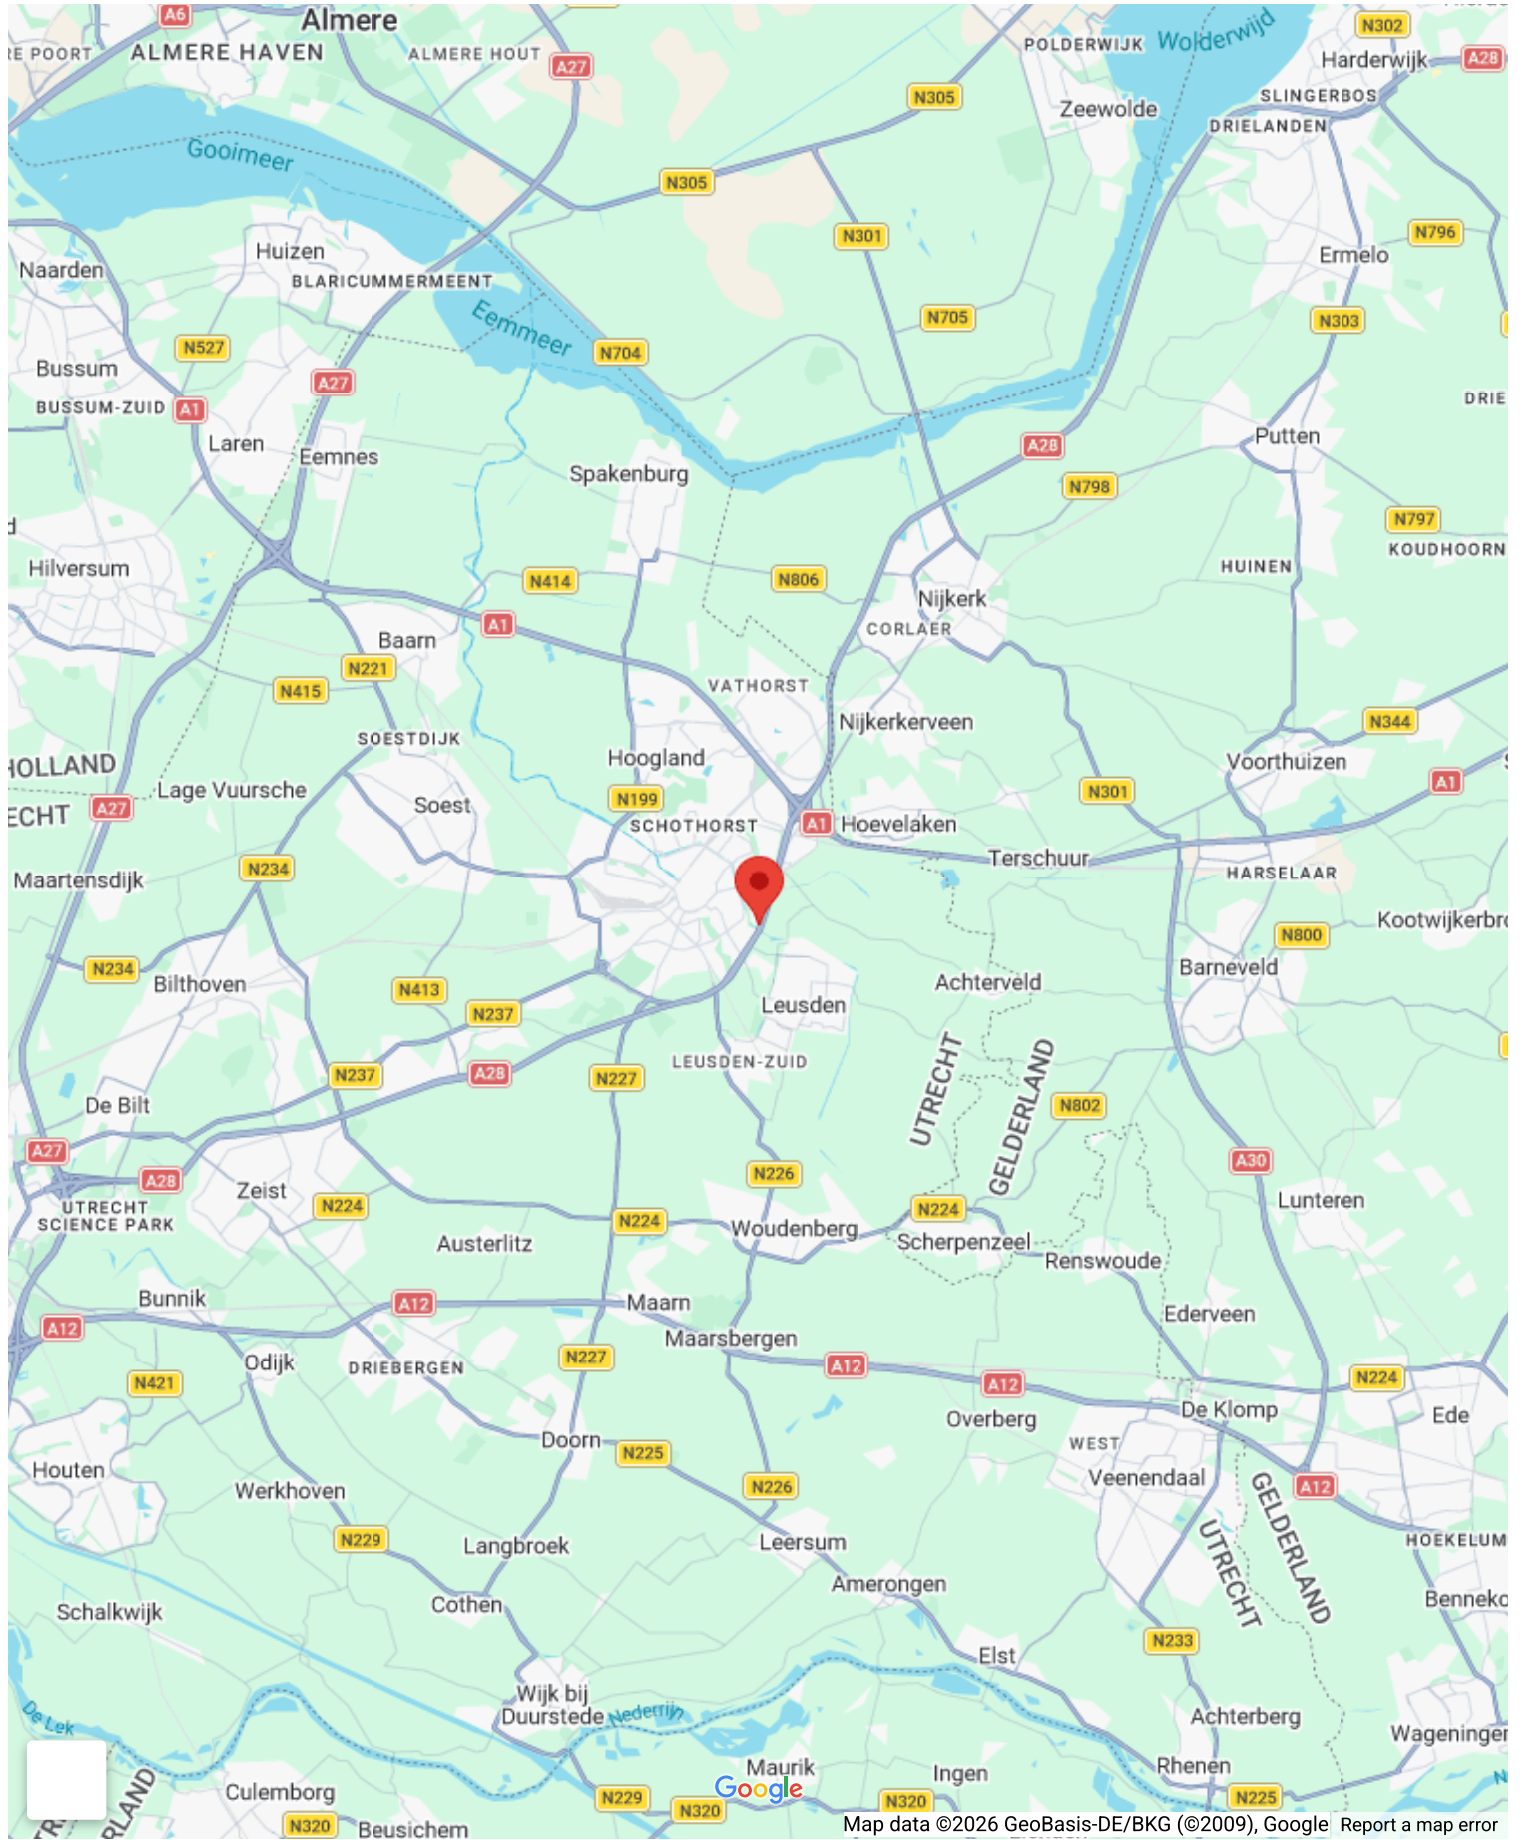 A6
Almere
N302
RE POORT
ALMERE HAVEN
ALMERE HOUT
A27
POLDERWIJK
Wolderwijd
Harderwijk
A28
N305
Zeewolde
SLINGERBOS
DRIELANDEN
Gooimeer
N305
N301
N796
Huizen
Ermelo
Naarden
BLARICUMMERMEENT
Eemmeer
N705
N303
N527
N704
Bussum
A27
BUSSUM-ZUID
A1
DRIE
Laren
Eemnes
Putten
A28
Spakenburg
N798
N797
d
KOUDHOORN
Hilversum
N414
N806
HUINEN
Nijkerk
A1
CORLAER
Baarn
N221
N415
VATHORST
Nijkerkerveen
N344
SOESTDIJK
Hoogland
Voorthuizen
HOLLAND
Lage Vuursche
N199
N301
A1
ECHT
A27
Soest
SCHOTHORST
A1
Hoevelaken
Terschuur
N234
HARSELAAR
Maartensdijk
Kootwijkerbro
N800
N234
Bilthoven
N413
Achterveld
Barneveld
N237
Leusden
UTRECHT
GELDERLAND
LEUSDEN-ZUID
N237
A28
N227
De Bilt
N802
A27
A28
N226
A30
Zeist
N224
Lunteren
UTRECHT
SCIENCE PARK
N224
Woudenberg
N224
Austerlitz
Scherpenzeel
Renswoude
Bunnik
A12
Maarn
Ederveen
A12
Maarsbergen
Odijk
DRIEBERGEN
N227
A12
N421
A12
N224
De Klomp
Overberg
Ede
Doorn
N225
WEST
Houten
Veenendaal
Werkhoven
N226
A12
GELDERLAND
N229
Langbroek
Leersum
UTRECHT
HOEKELUM
Amerongen
Cothen
Benneko
Schalkwijk
N233
Elst
Wijk bij
Duurstede
Nederrijn
De Lek
Achterberg
Wageningen
Maurik
Rhenen
Culemborg
Google
Ingen
N229
N320
N320
N225
N320
Beusichem
RLAND
Map data ©2026 GeoBasis-DE/BKG (©2009), Google
Report a map error